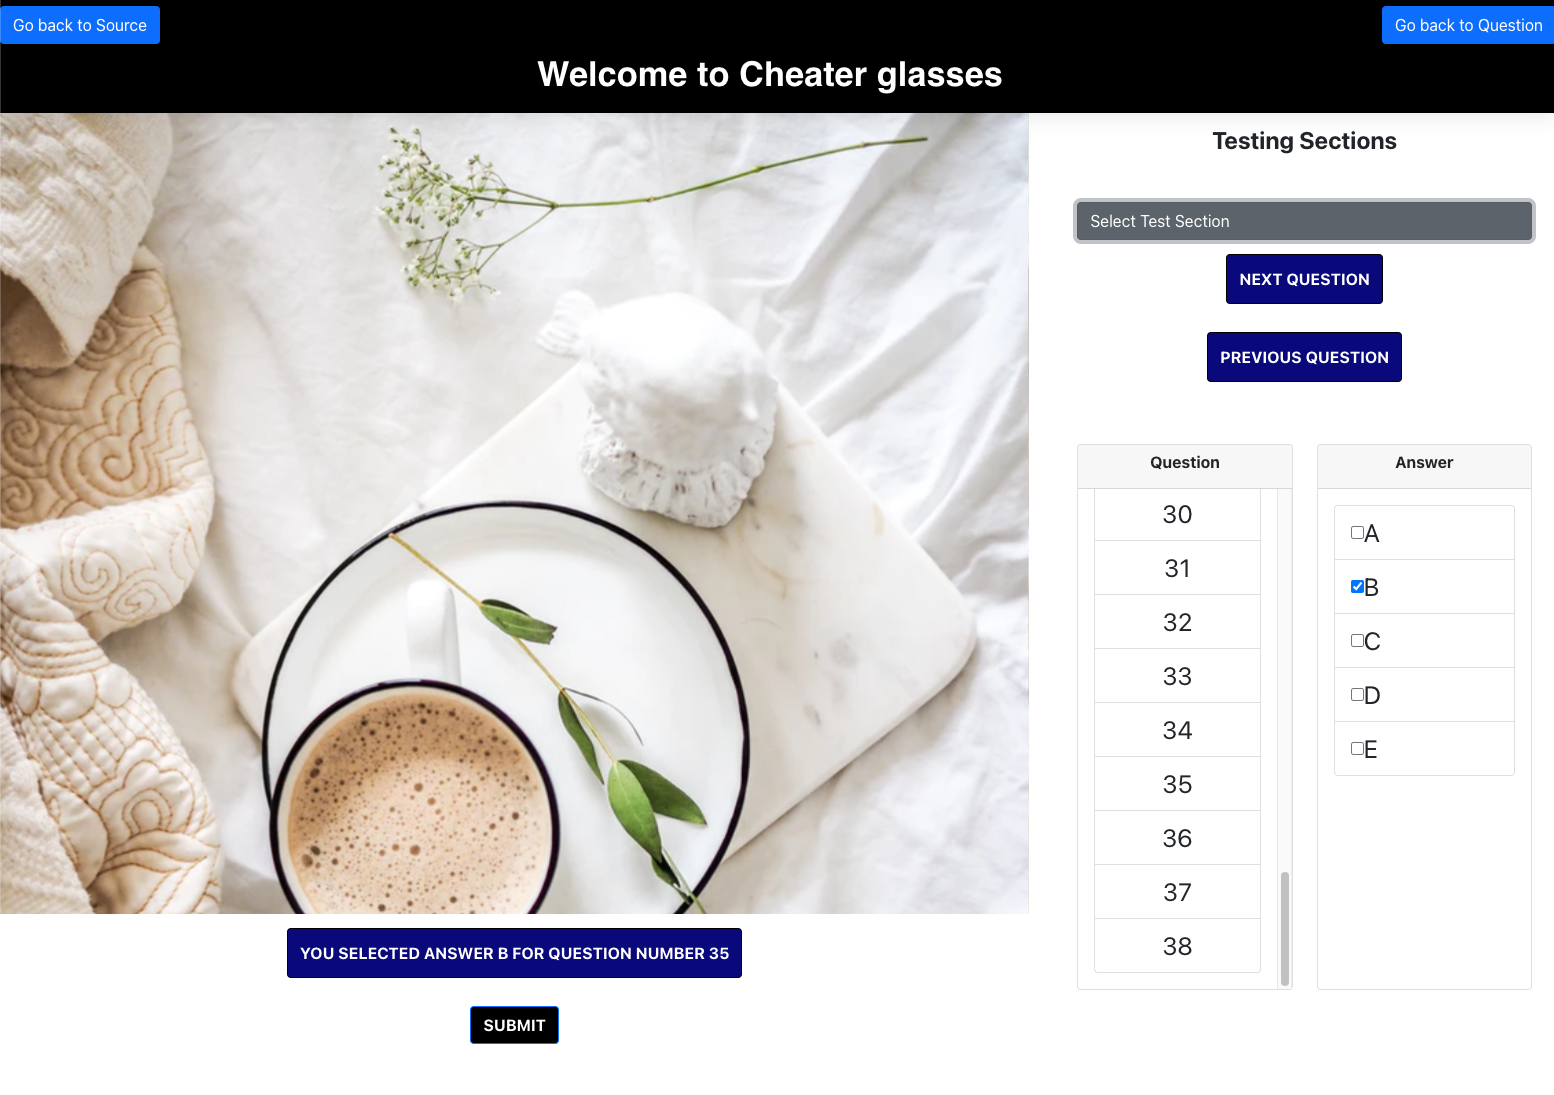 Go back to Source
Go back to Question
Welcome to Cheater glasses
Testing Sections
Select Test Section
NEXT QUESTION
PREVIOUS QUESTION
Question
30
31
32
33
34
35
36
37
38
Answer
A
B
C
D
E
YOU SELECTED ANSWER B FOR QUESTION NUMBER 35
SUBMIT